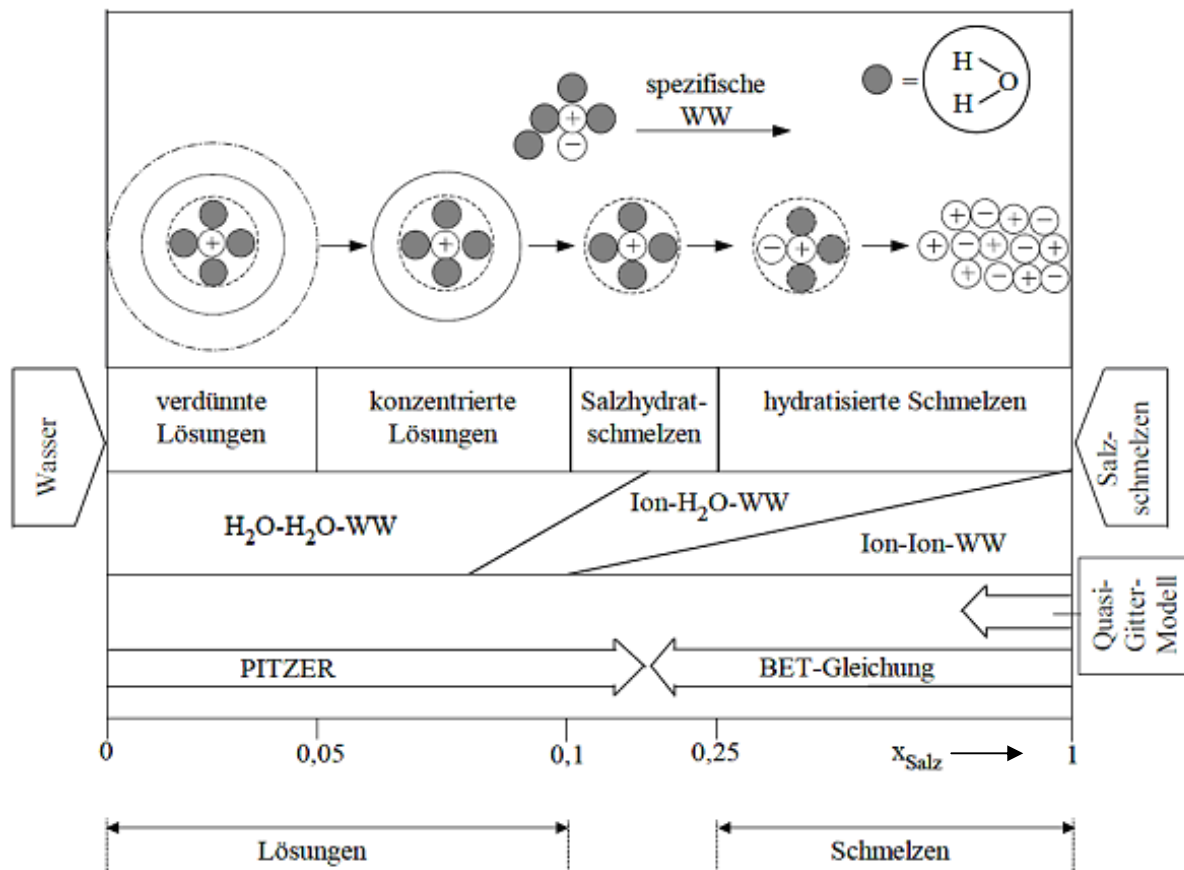 spezifische
WW
=
H
O
H
+
−
+
+
+
− +
+ − + −
+ − + − +
+ − + −
Wasser
verdünnte
Lösungen
konzentrierte
Lösungen
Salzhydrat-
schmelzen
hydratisierte Schmelzen
Salz-
schmelzen
H₂O-H₂O-WW
Ion-H₂O-WW
Ion-Ion-WW
Quasi-
Gitter-
Modell
PITZER
BET-Gleichung
0
0,05
0,1
0,25
x_Salz
1
Lösungen
Schmelzen